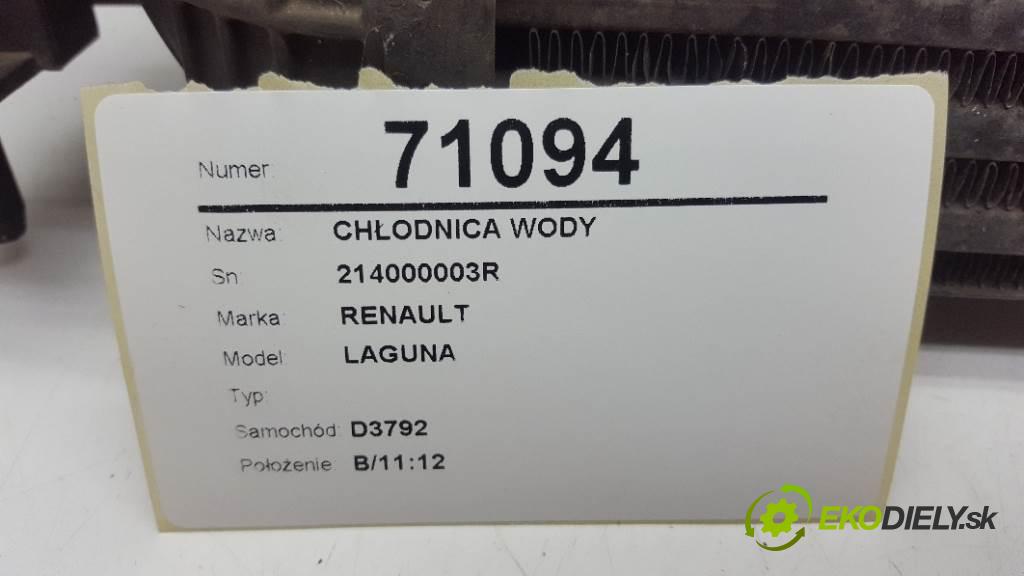 Numer: 71094
Nazwa: CHŁODNICA WODY
Sn: 214000003R
Marka: RENAULT
Model: LAGUNA
Typ:
Samochód: D3792
Położenie: B/11:12
EKODIELY.sk